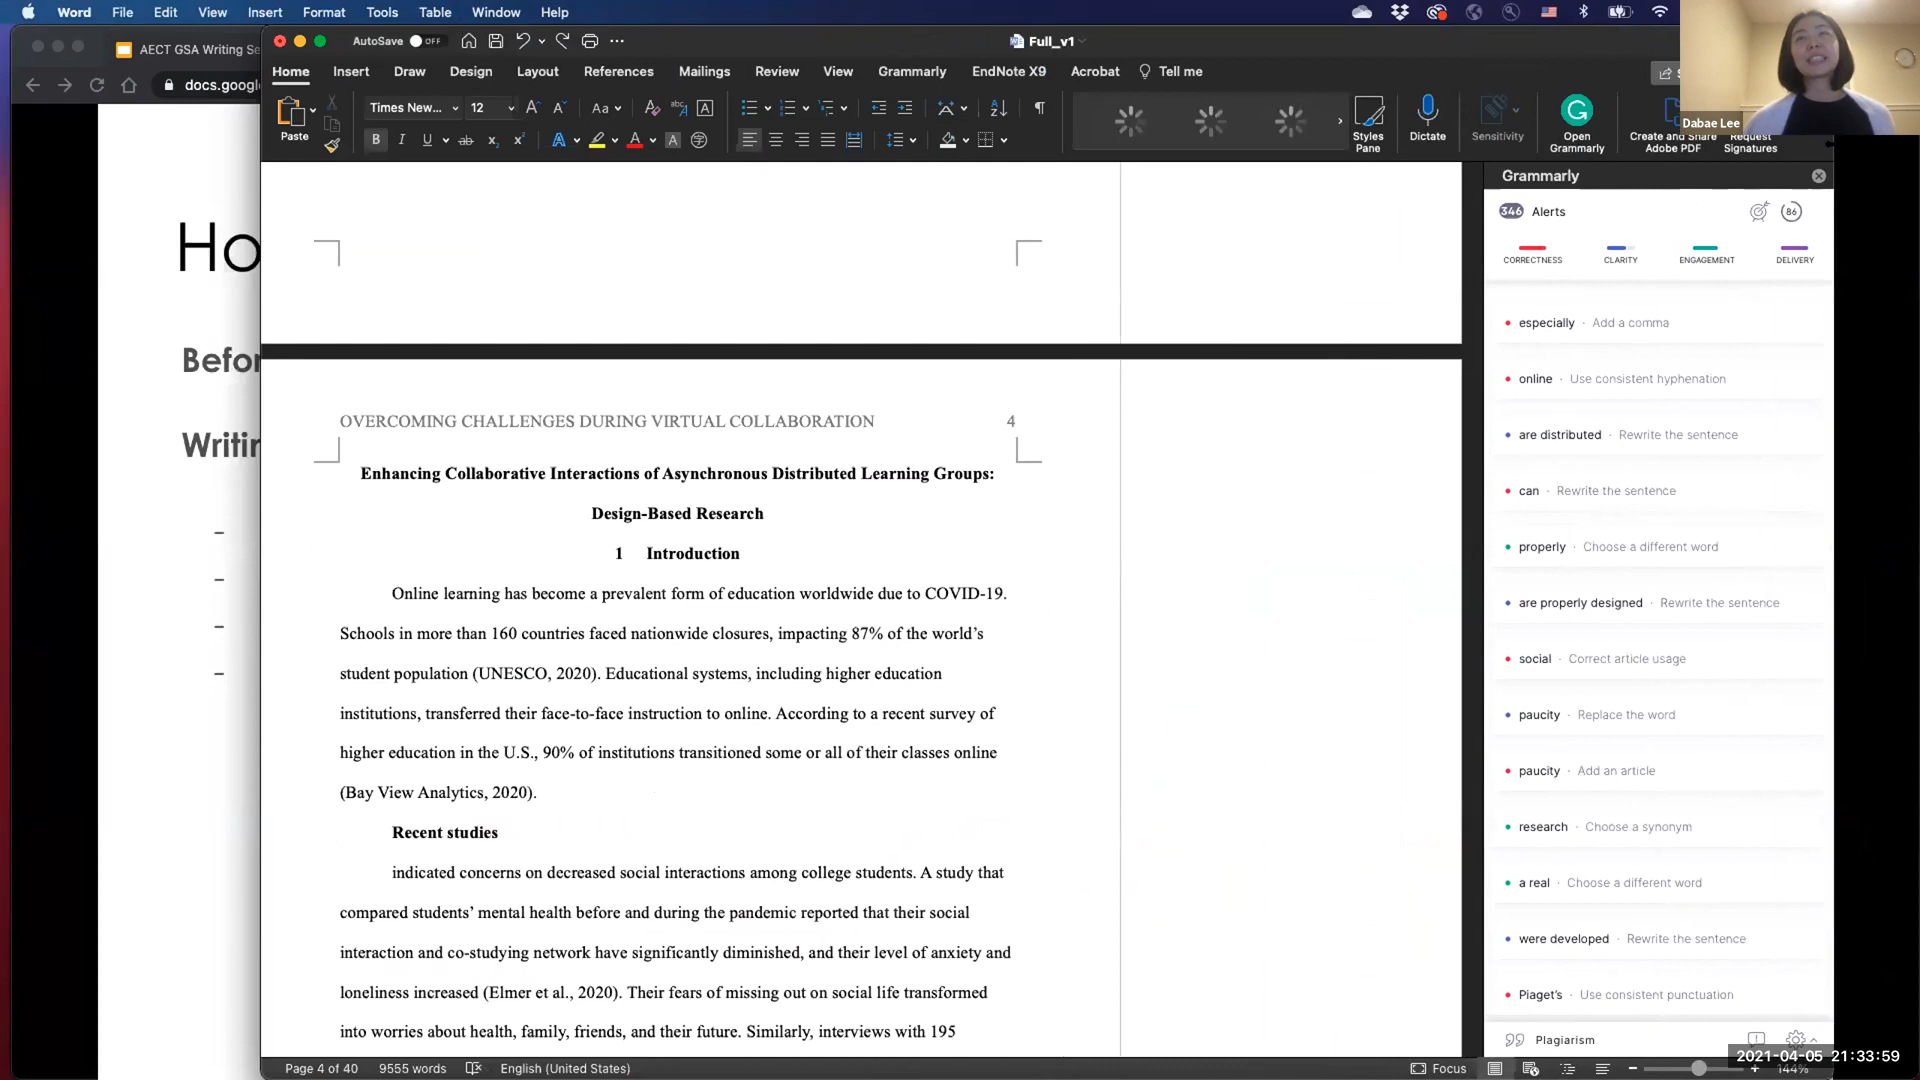 Word File Edit View Insert Format Tools Table Window Help
AECT GSA Writing Se
docs.google
Ho
Befor
Writin
AutoSave OFF
Full_v1
Home Insert Draw Design Layout References Mailings Review View Grammarly EndNote X9 Acrobat Tell me
Paste
Times New... 12
Styles Pane
Dictate
Sensitivity
Open Grammarly
Create and Share Adobe PDF
Request Signatures
Dabae Lee
OVERCOMING CHALLENGES DURING VIRTUAL COLLABORATION 4
Enhancing Collaborative Interactions of Asynchronous Distributed Learning Groups:
Design-Based Research
1 Introduction
Online learning has become a prevalent form of education worldwide due to COVID-19.
Schools in more than 160 countries faced nationwide closures, impacting 87% of the world’s
student population (UNESCO, 2020). Educational systems, including higher education
institutions, transferred their face-to-face instruction to online. According to a recent survey of
higher education in the U.S., 90% of institutions transitioned some or all of their classes online
(Bay View Analytics, 2020).
Recent studies
indicated concerns on decreased social interactions among college students. A study that
compared students’ mental health before and during the pandemic reported that their social
interaction and co-studying network have significantly diminished, and their level of anxiety and
loneliness increased (Elmer et al., 2020). Their fears of missing out on social life transformed
into worries about health, family, friends, and their future. Similarly, interviews with 195
Grammarly
346 Alerts 86
CORRECTNESS CLARITY ENGAGEMENT DELIVERY
especially · Add a comma
online · Use consistent hyphenation
are distributed · Rewrite the sentence
can · Rewrite the sentence
properly · Choose a different word
are properly designed · Rewrite the sentence
social · Correct article usage
paucity · Replace the word
paucity · Add an article
research · Choose a synonym
a real · Choose a different word
were developed · Rewrite the sentence
Piaget's · Use consistent punctuation
Plagiarism
Page 4 of 40 9555 words English (United States)
Focus
144%
2021-04-05 21:33:59